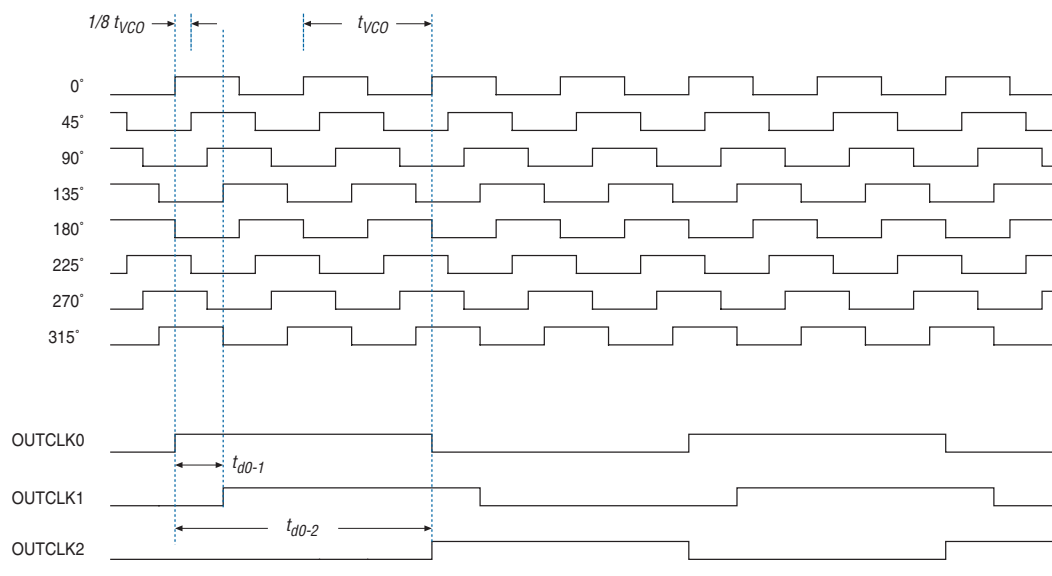 1/8 tVCO
tVCO
0˚
45˚
90˚
135˚
180˚
225˚
270˚
315˚
OUTCLK0
td0-1
OUTCLK1
td0-2
OUTCLK2